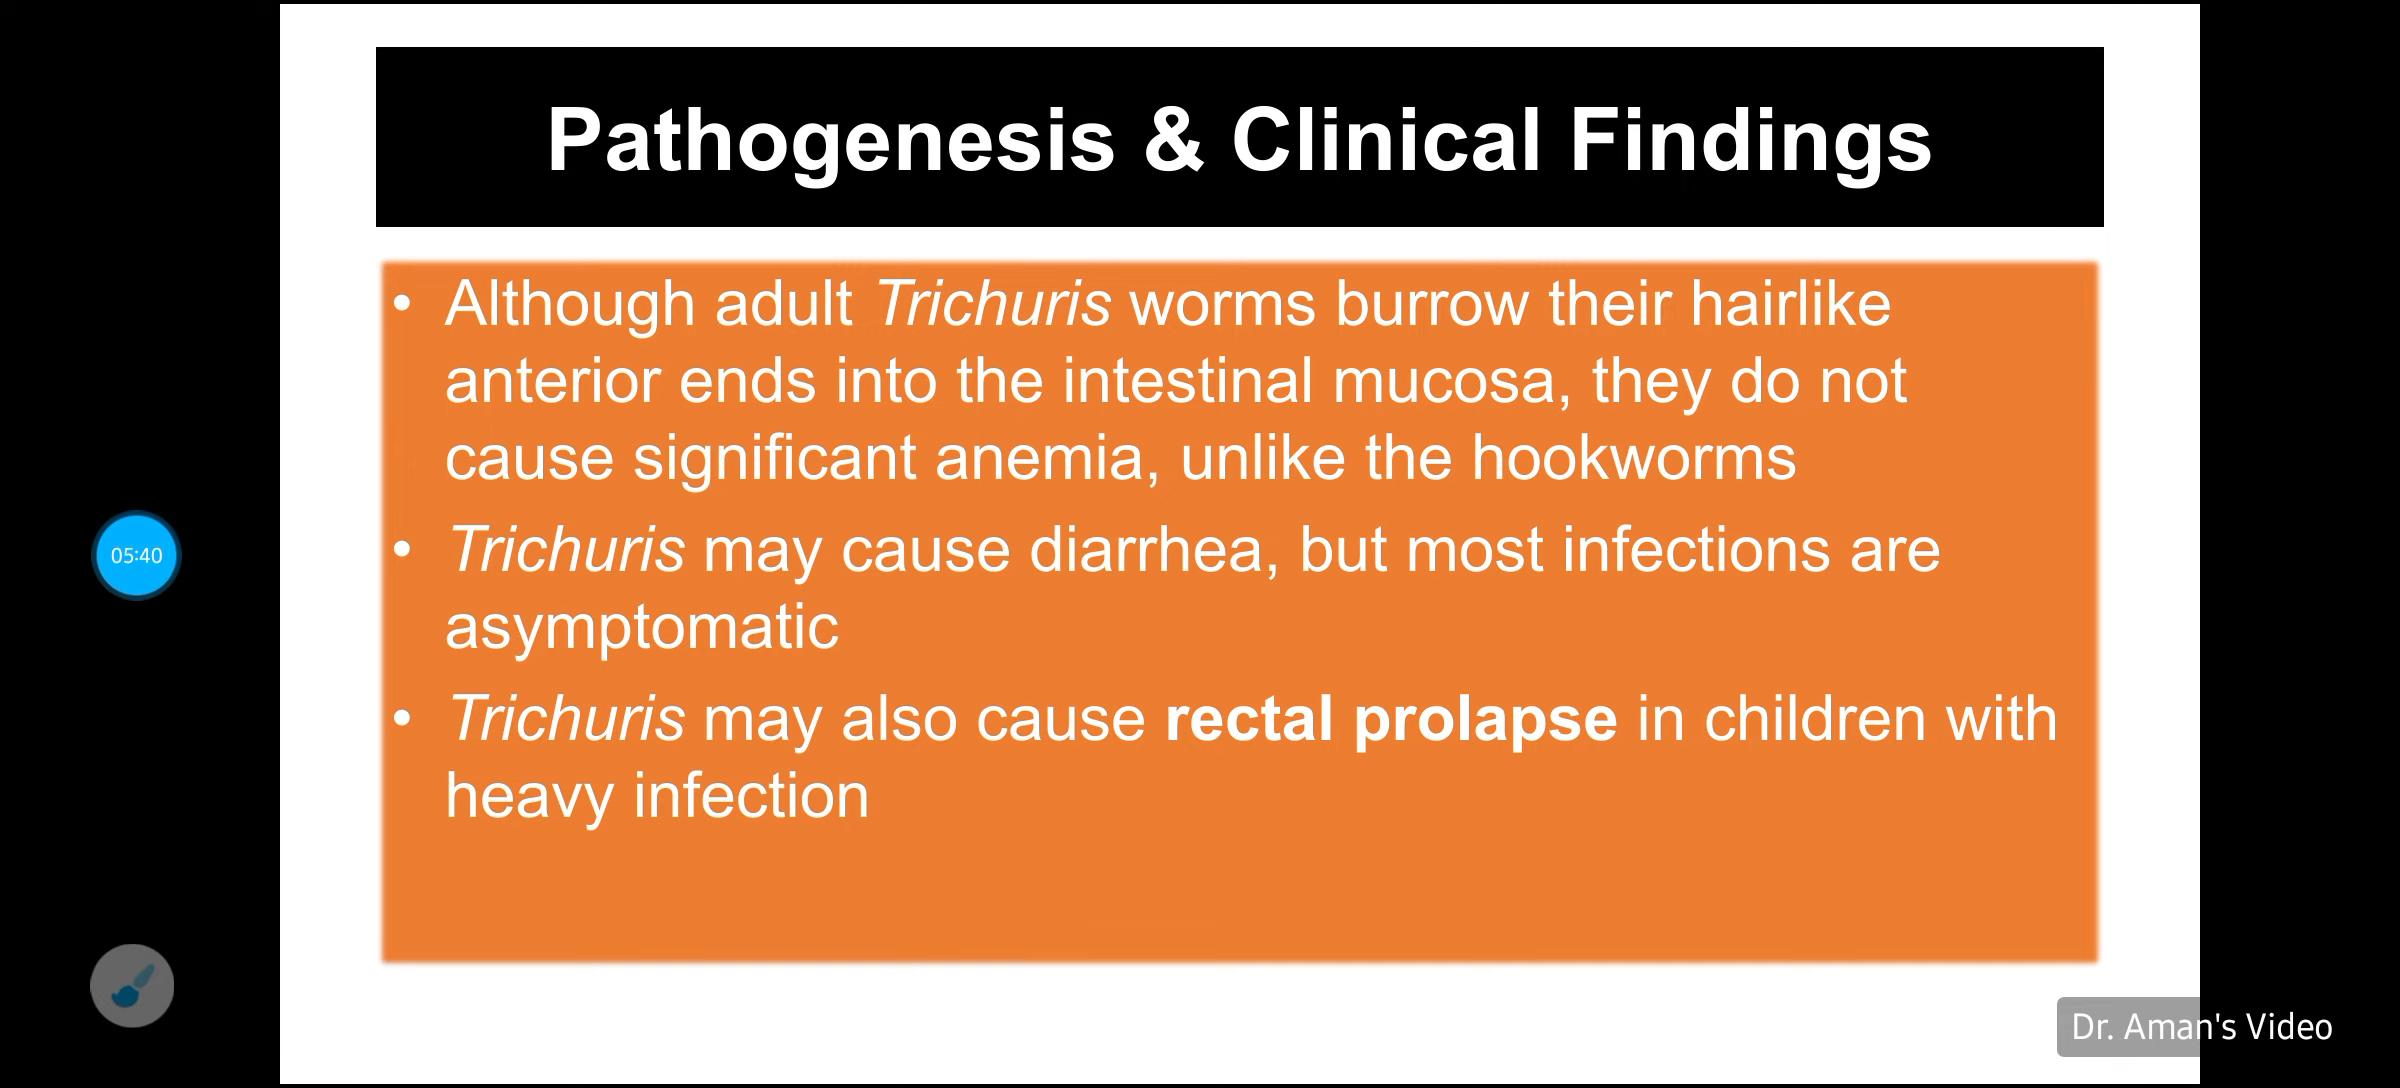 Pathogenesis & Clinical Findings
• Although adult Trichuris worms burrow their hairlike
anterior ends into the intestinal mucosa, they do not
cause significant anemia, unlike the hookworms
• Trichuris may cause diarrhea, but most infections are
asymptomatic
• Trichuris may also cause rectal prolapse in children with
heavy infection
05:40
Dr. Aman's Video